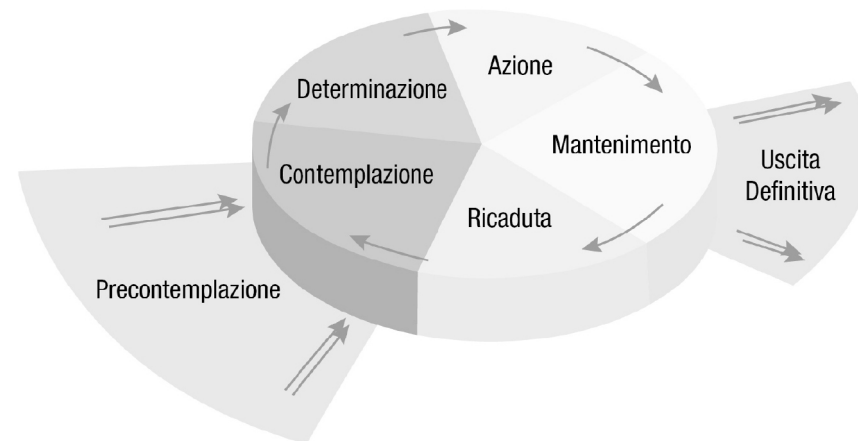 Azione
Determinazione
Mantenimento
Contemplazione
Uscita
Definitiva
Ricaduta
Precontemplazione